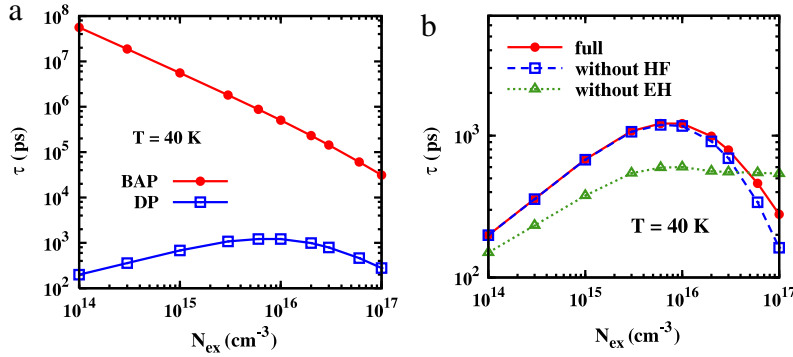 a
10^8
10^7
10^6
10^5
10^4
10^3
10^2
τ (ps)
T = 40 K
BAP
DP
10^14
10^15
10^16
10^17
N_ex (cm^-3)
b
full
without HF
without EH
10^3
10^2
τ (ps)
T = 40 K
10^14
10^15
10^16
10^17
N_ex (cm^-3)